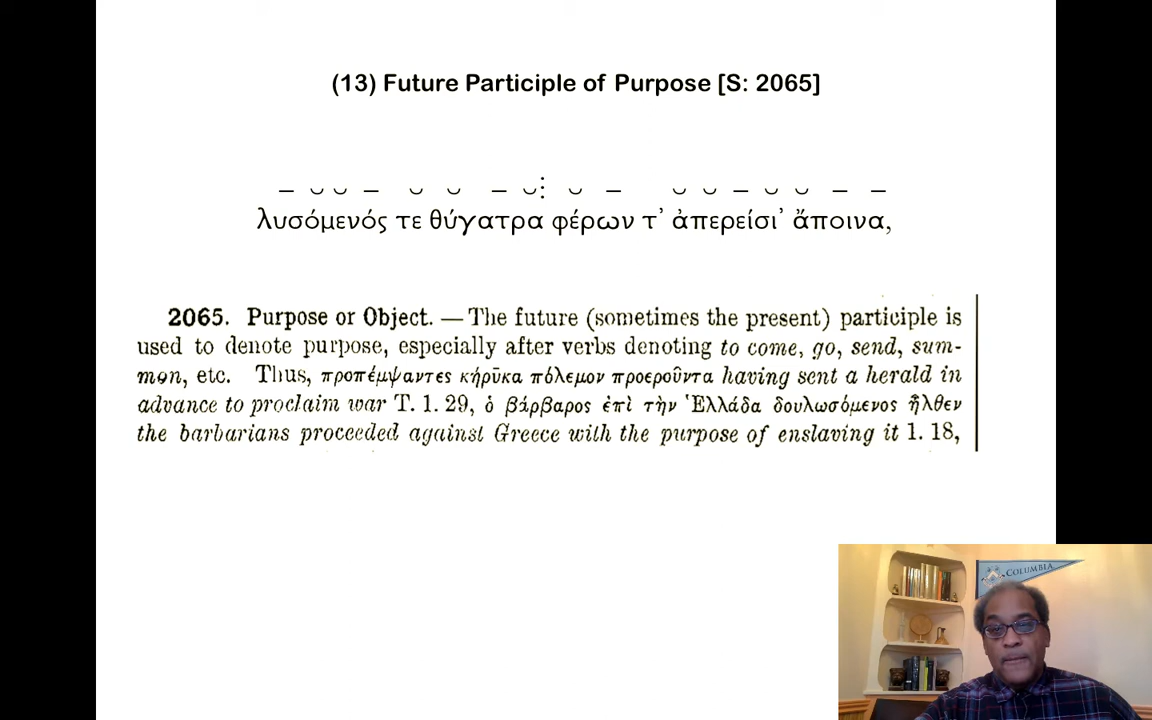 (13) Future Participle of Purpose [S: 2065]
– ⏑ ⏑ – ⏑ ⏑ – ⏑ ⋮ ⏑ – ⏑ ⏑ – ⏑ ⏑ – –
λυσόμενός τε θύγατρα φέρων τ’ ἀπερείσι’ ἄποινα,
2065. Purpose or Object. — The future (sometimes the present) participle is
used to denote purpose, especially after verbs denoting to come, go, send, sum-
mon, etc. Thus, προπέμψαντες κήρῡκα πόλεμον προεροῦντα having sent a herald in
advance to proclaim war T. 1. 29, ὁ βάρβαρος ἐπὶ τὴν Ἑλλάδα δουλωσόμενος ἦλθεν
the barbarians proceeded against Greece with the purpose of enslaving it 1. 18,
COLUMBIA